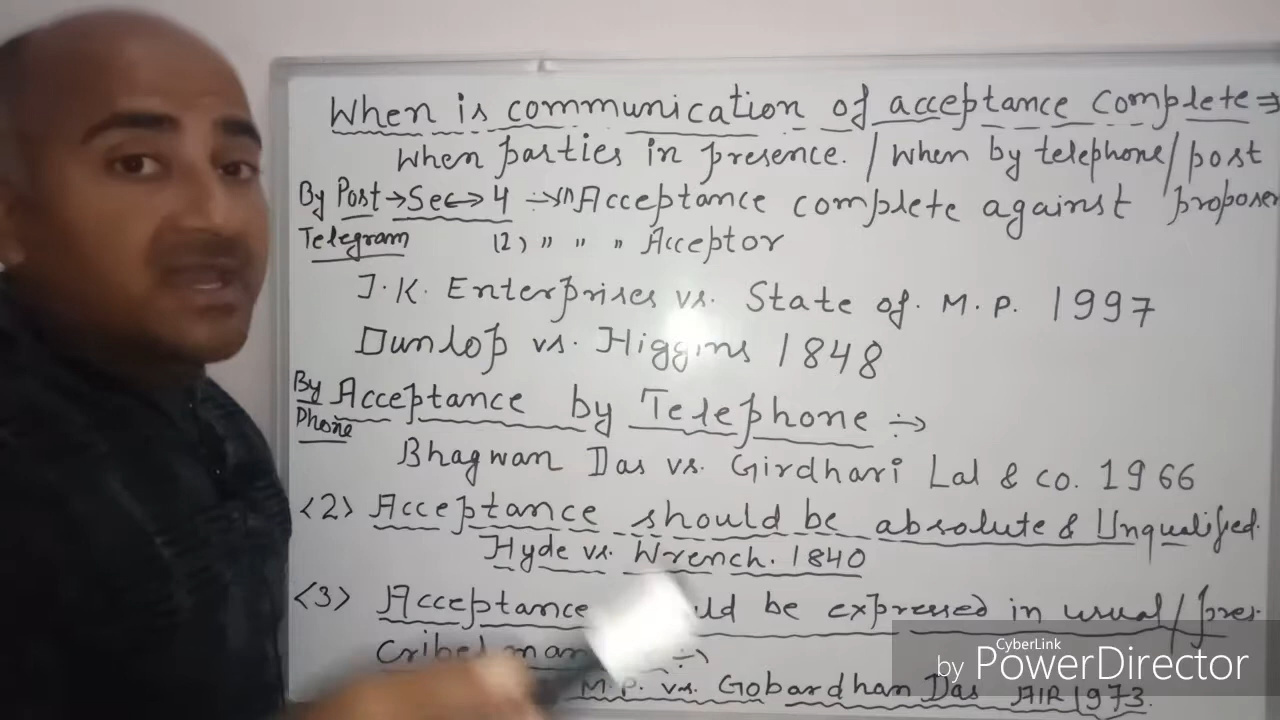 When is communication of acceptance complete ⇒
When parties in presence. / When by telephone/post
By Post → Sec → 4 ÷→ (1) Acceptance complete against proposer
Telegram (2) " " " Acceptor
J.K. Enterprises vs. State of. M.P. 1997
Dunlop vs. Higgins 1848
By Acceptance by Telephone ÷→
Phone
Bhagwan Das vs. Girdhari Lal & co. 1966
<2> Acceptance should be absolute & Unqualified.
Hyde vs. Wrench. 1840
<3> Acceptance be expressed in usual/pres-
cribed
M.P. vs. Gobardhan Das AIR 1973.
CyberLink
by PowerDirector